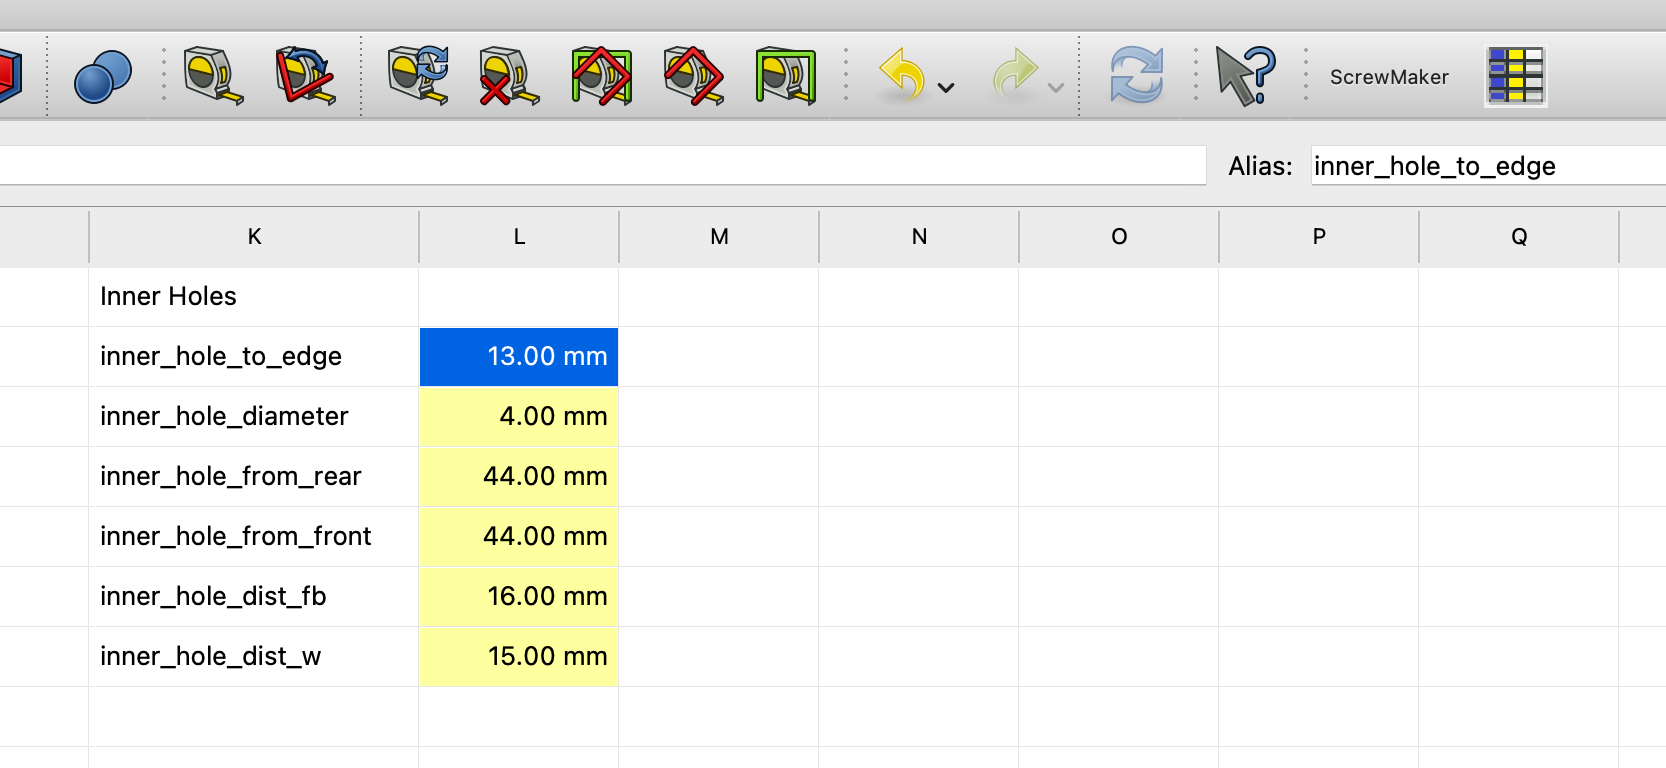 ScrewMaker
Alias: inner_hole_to_edge
K L M N O P Q
Inner Holes
inner_hole_to_edge 13.00 mm
inner_hole_diameter 4.00 mm
inner_hole_from_rear 44.00 mm
inner_hole_from_front 44.00 mm
inner_hole_dist_fb 16.00 mm
inner_hole_dist_w 15.00 mm